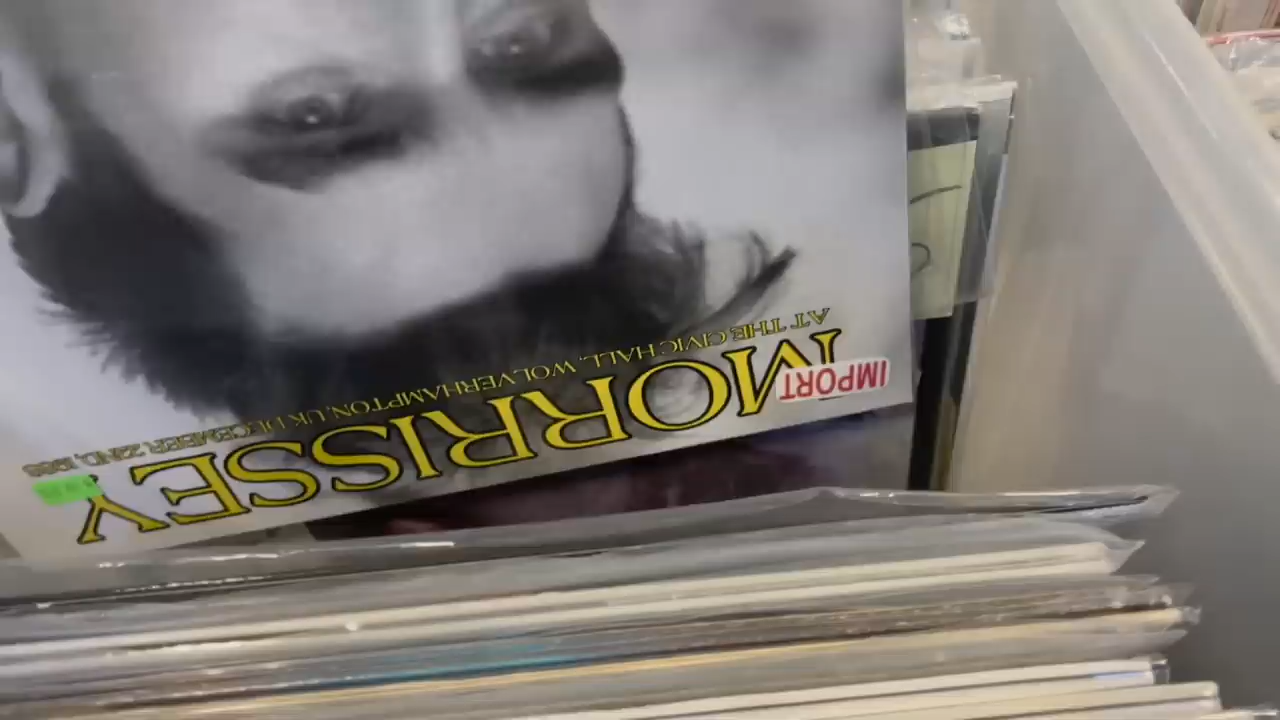 MORRISSEY
AT THE CIVIC HALL, WOLVERHAMPTON, UK | DECEMBER 22ND, 1988
IMPORT